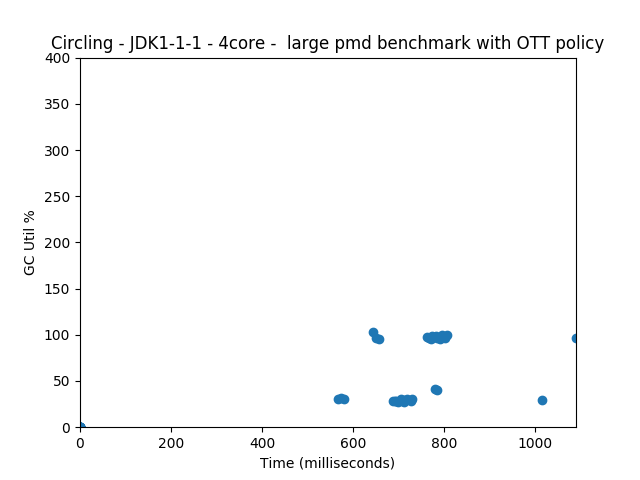 Circling - JDK1-1-1 - 4core -  large pmd benchmark with OTT policy
400
350
300
250
200
150
100
50
0
GC Util %
0 200 400 600 800 1000
Time (milliseconds)